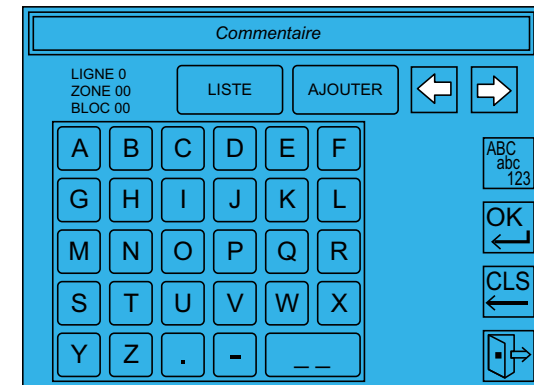 Commentaire
LIGNE 0
ZONE 00
BLOC 00
LISTE
AJOUTER
A B C D E F
G H I J K L
M N O P Q R
S T U V W X
Y Z . - _ _
ABC
abc
123
OK
CLS